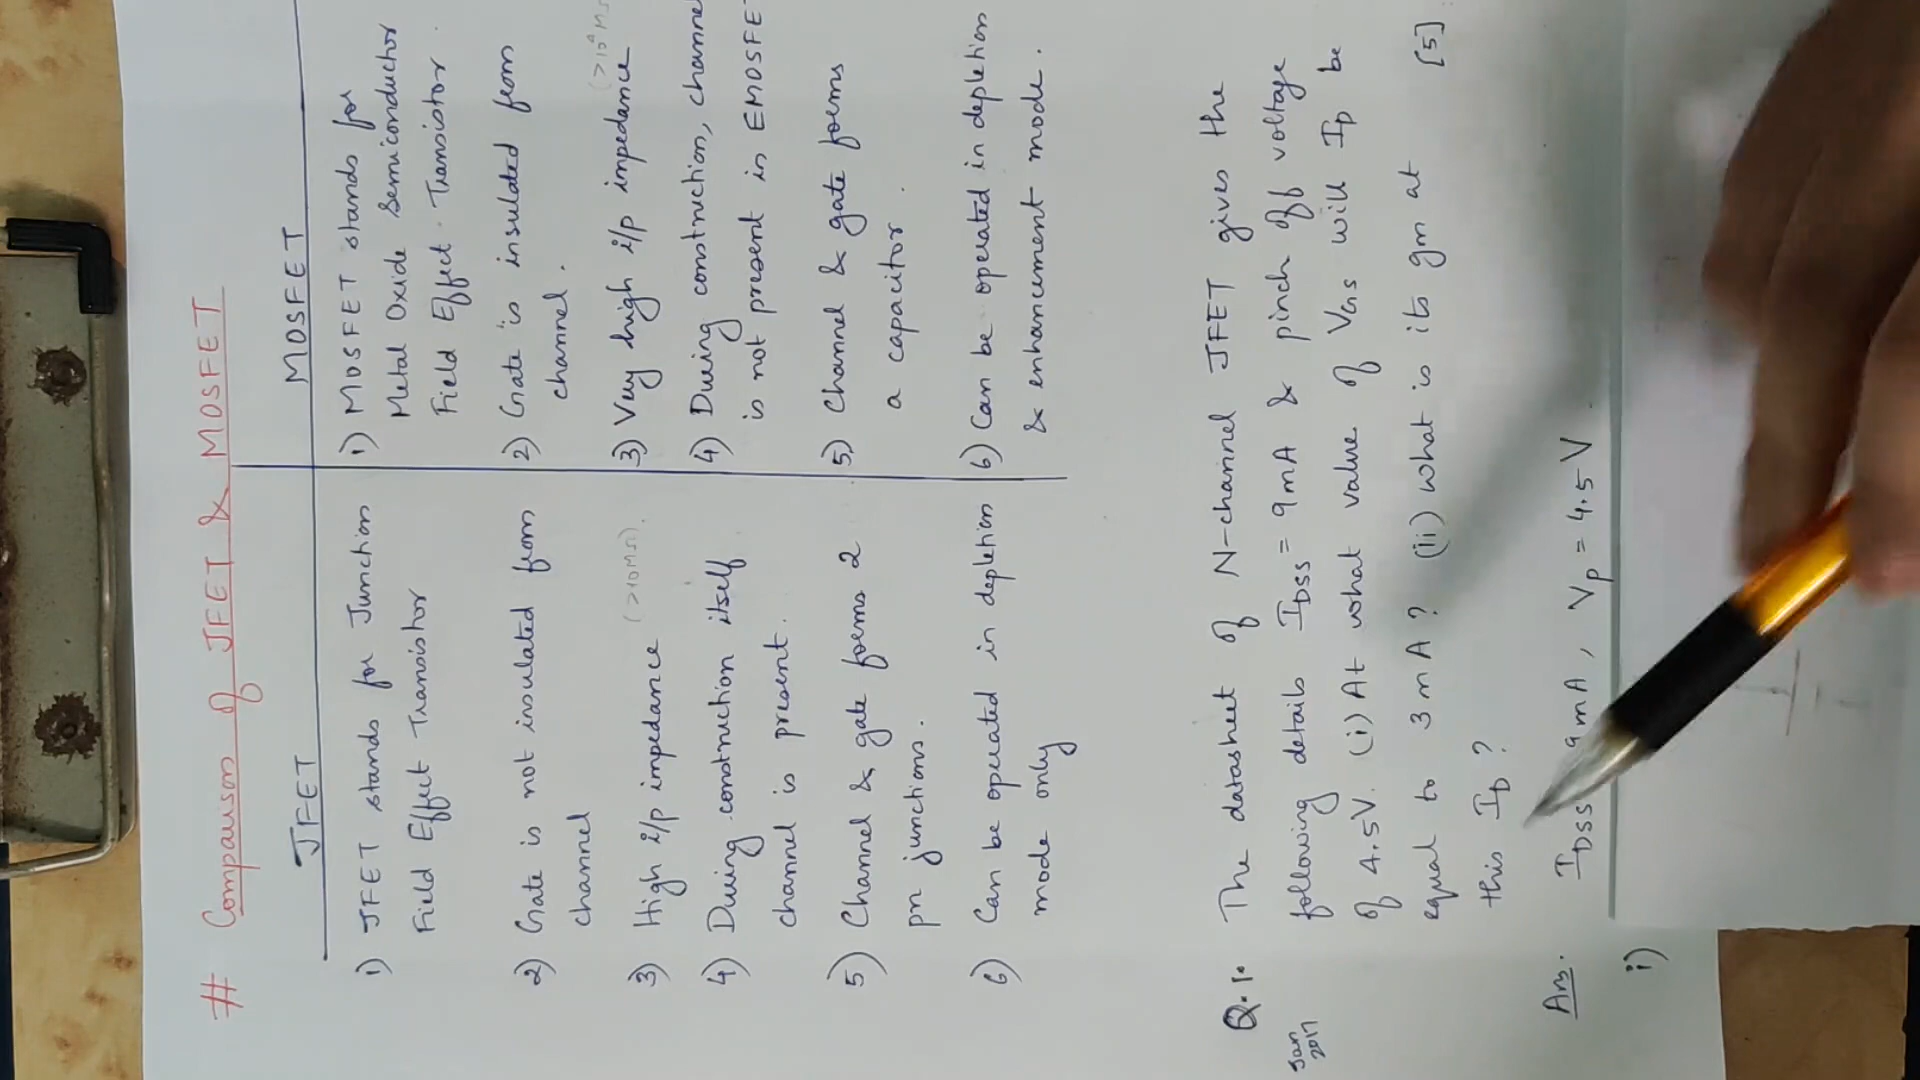 # Comparison of JFET & MOSFET
JFET
1) JFET stands for Junction
Field Effect Transistor
2) Gate is not insulated from
channel
3) High i/p impedance (>10MΩ).
4) During construction itself
channel is present.
5) Channel & gate forms 2
pn junctions.
6) Can be operated in depletion
mode only
MOSFET
1) MOSFET stands for
Metal Oxide Semiconductor
Field Effect Transistor.
2) Gate is insulated from
channel.
3) Very high i/p impedance
4) During construction, channel
is not present in EMOSFET
5) Channel & gate forms
a capacitor.
6) Can be operated in depletion
& enhancement mode.
Q.1. The datasheet of N-channel JFET gives the
Jan 2017
following details IDSS = 9mA & pinch off voltage
of 4.5V. (i) At what value of VGS will ID be
equal to 3mA? (ii) what is its gm at
this ID? [5]
Ans. IDSS 9mA, Vp = 4.5V
i)